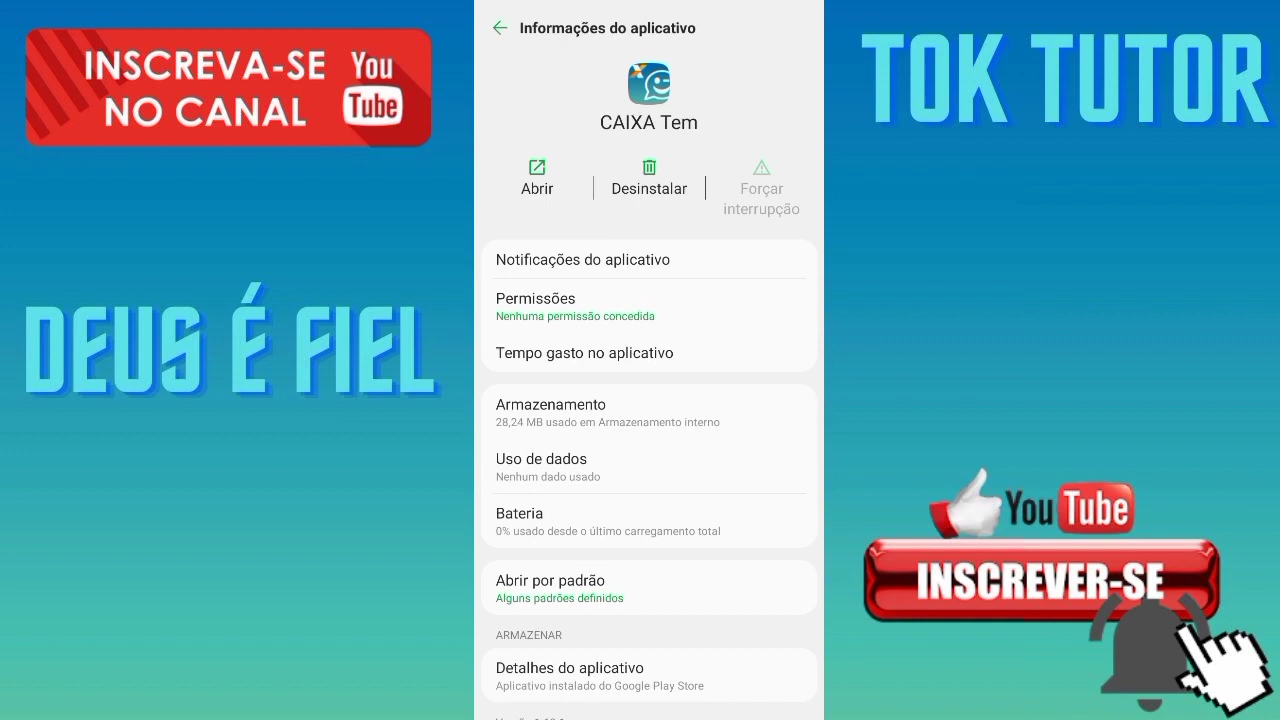 INSCREVA-SE
NO CANAL
You
Tube
DEUS É FIEL
Informações do aplicativo
CAIXA Tem
Abrir
Desinstalar
Forçar
interrupção
Notificações do aplicativo
Permissões
Nenhuma permissão concedida
Tempo gasto no aplicativo
Armazenamento
28,24 MB usado em Armazenamento interno
Uso de dados
Nenhum dado usado
Bateria
0% usado desde o último carregamento total
Abrir por padrão
Alguns padrões definidos
ARMAZENAR
Detalhes do aplicativo
Aplicativo instalado do Google Play Store
TOK TUTOR
You Tube
INSCREVER-SE